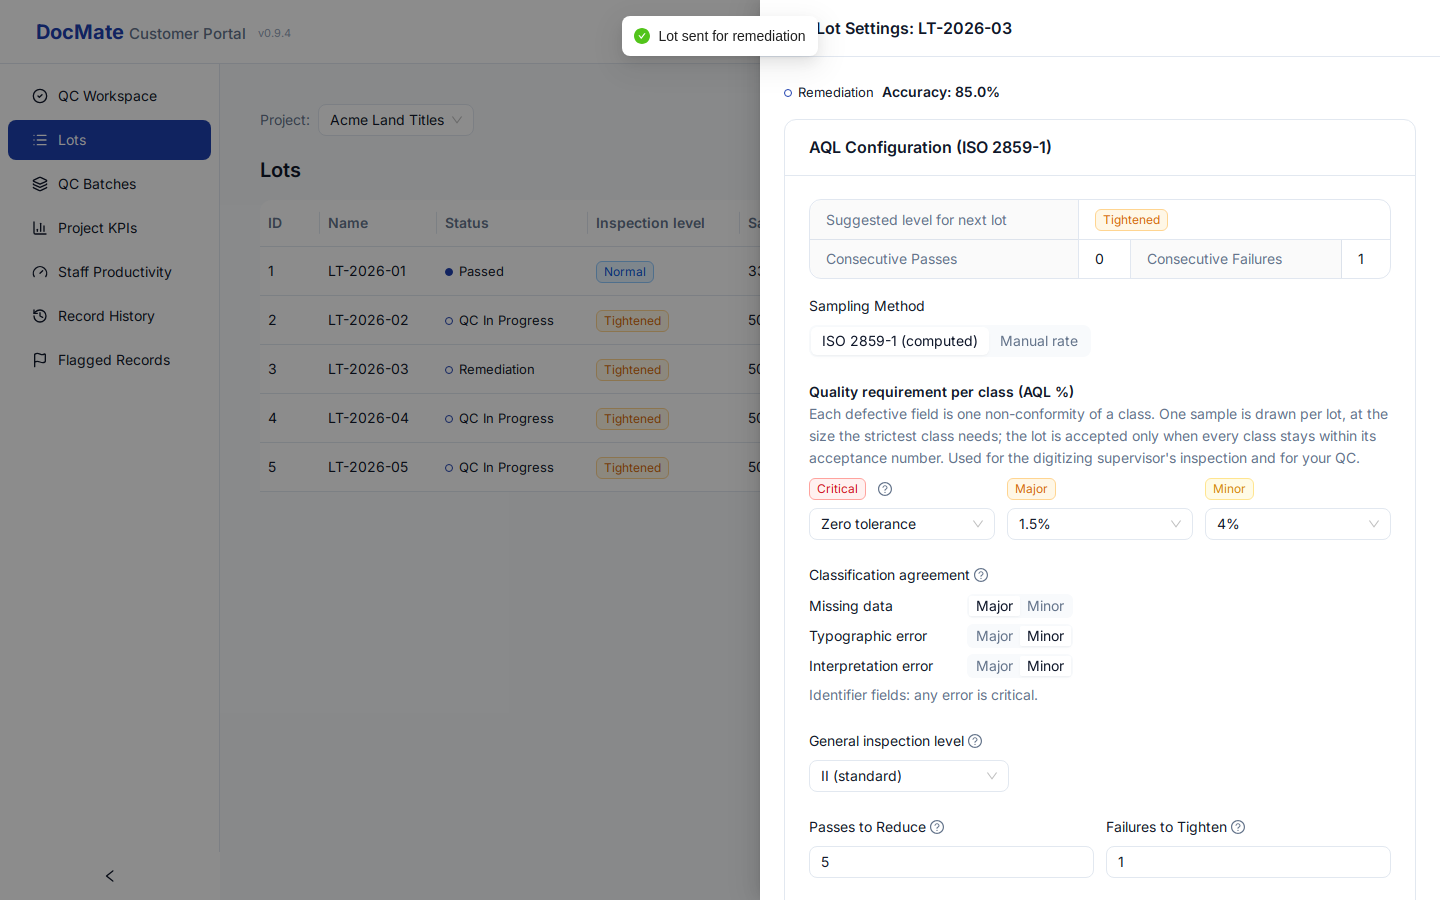 DocMate Customer Portal v0.9.4
Lot sent for remediation
Lot Settings: LT-2026-03
QC Workspace
Lots
QC Batches
Project KPIs
Staff Productivity
Record History
Flagged Records
Project: Acme Land Titles
Lots
ID Name Status Inspection level
1 LT-2026-01 Passed Normal
2 LT-2026-02 QC In Progress Tightened
3 LT-2026-03 Remediation Tightened
4 LT-2026-04 QC In Progress Tightened
5 LT-2026-05 QC In Progress Tightened
Remediation Accuracy: 85.0%
AQL Configuration (ISO 2859-1)
Suggested level for next lot Tightened
Consecutive Passes 0 Consecutive Failures 1
Sampling Method
ISO 2859-1 (computed) Manual rate
Quality requirement per class (AQL %)
Each defective field is one non-conformity of a class. One sample is drawn per lot, at the
size the strictest class needs; the lot is accepted only when every class stays within its
acceptance number. Used for the digitizing supervisor's inspection and for your QC.
Critical Major Minor
Zero tolerance 1.5% 4%
Classification agreement
Missing data Major Minor
Typographic error Major Minor
Interpretation error Major Minor
Identifier fields: any error is critical.
General inspection level
II (standard)
Passes to Reduce Failures to Tighten
5 1